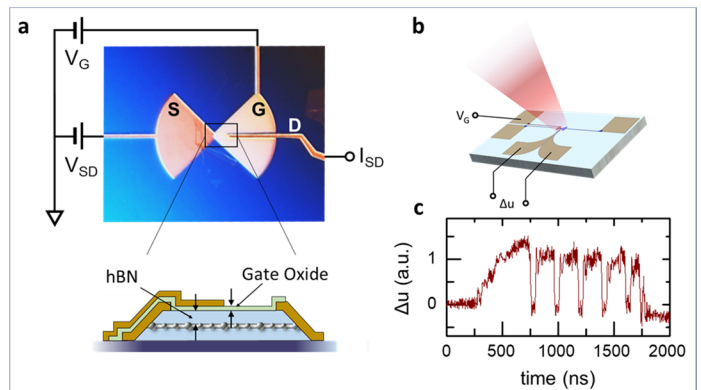 a
V_G
S
G
D
V_SD
I_SD
hBN
Gate Oxide
b
V_G
Δu
c
Δu (a.u.)
1
0
0
500
1000
1500
2000
time (ns)